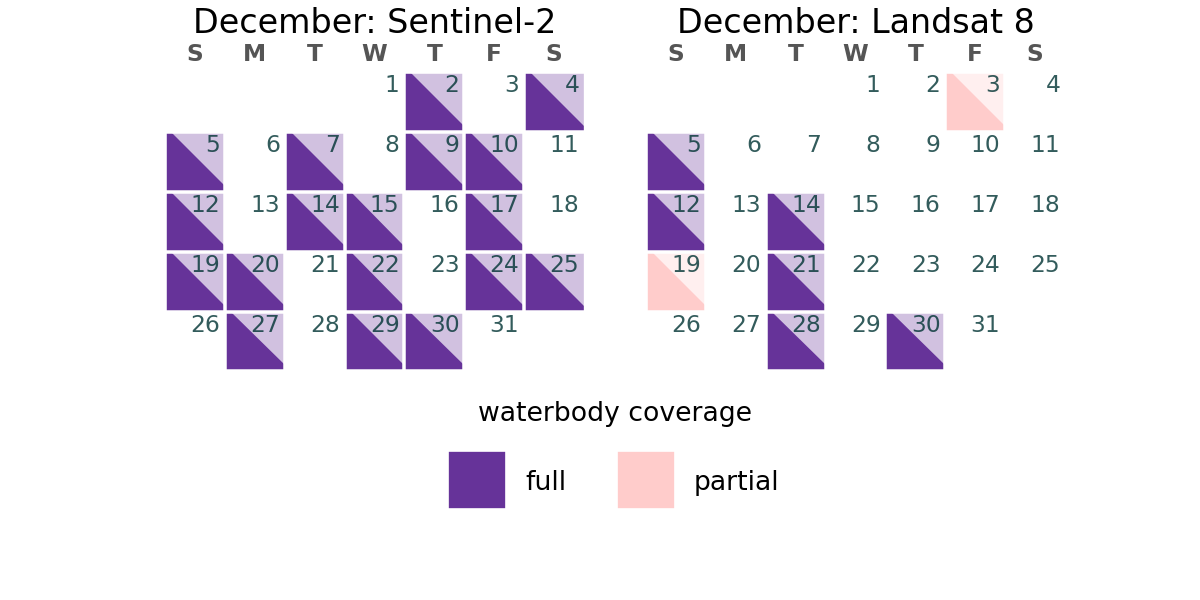 December: Sentinel-2
S M T W T F S
1 2 3 4
5 6 7 8 9 10 11
12 13 14 15 16 17 18
19 20 21 22 23 24 25
26 27 28 29 30 31
December: Landsat 8
S M T W T F S
1 2 3 4
5 6 7 8 9 10 11
12 13 14 15 16 17 18
19 20 21 22 23 24 25
26 27 28 29 30 31
waterbody coverage
full partial